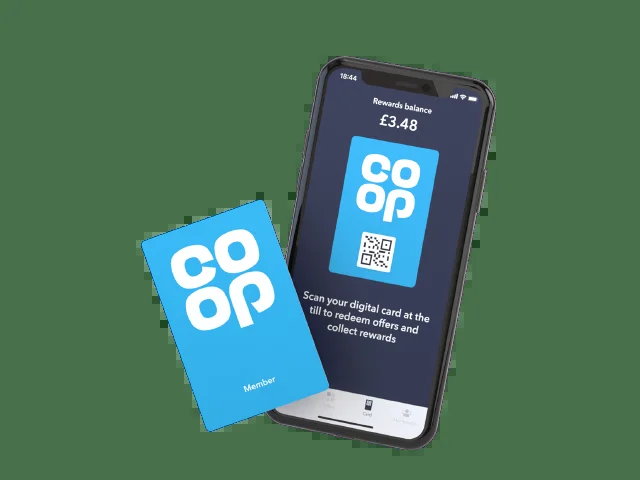 18:44
Rewards balance
£3.48
co
op
Scan your digital card at the
till to redeem offers and
collect rewards
Card
co
op
Member